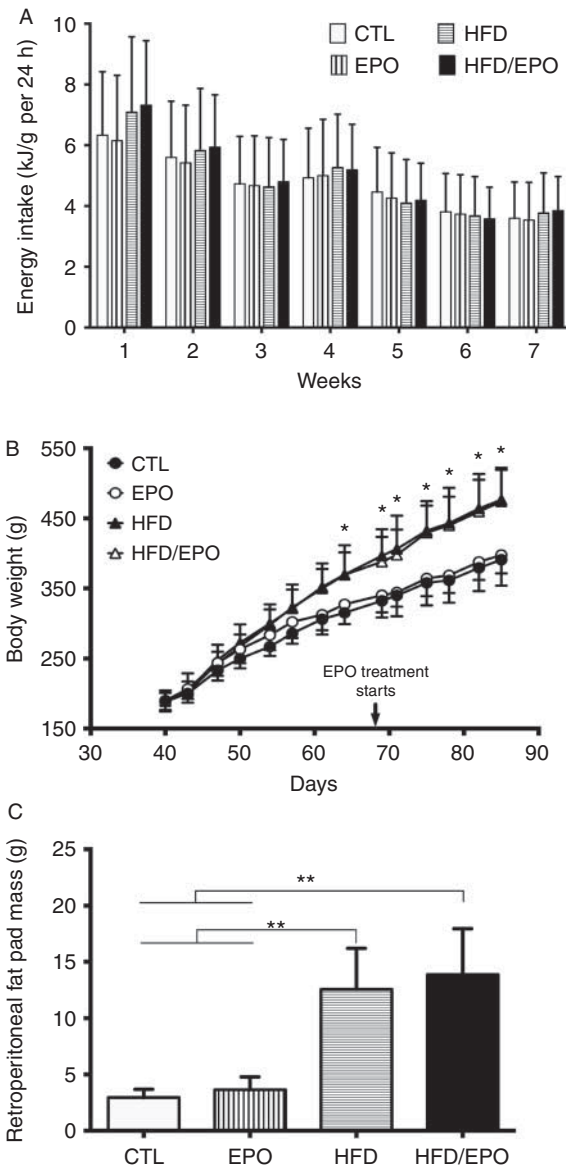 A
Energy intake (kJ/g per 24 h)
10
8
6
4
2
0
CTL
HFD
EPO
HFD/EPO
1 2 3 4 5 6 7
Weeks
B
Body weight (g)
550
450
350
250
150
CTL
EPO
HFD
HFD/EPO
* * * * * * *
EPO treatment
starts
30 40 50 60 70 80 90
Days
C
Retroperitoneal fat pad mass (g)
25
20
15
10
5
0
**
**
CTL EPO HFD HFD/EPO